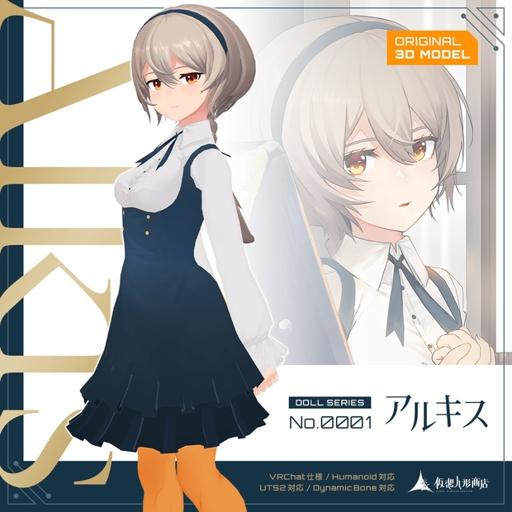 ALKIS
ORIGINAL
3D MODEL
DOLL SERIES
No.0001
アルキス
VRChat仕様 / Humanoid対応
UTS2対応 / DynamicBone対応
仮想人形商店